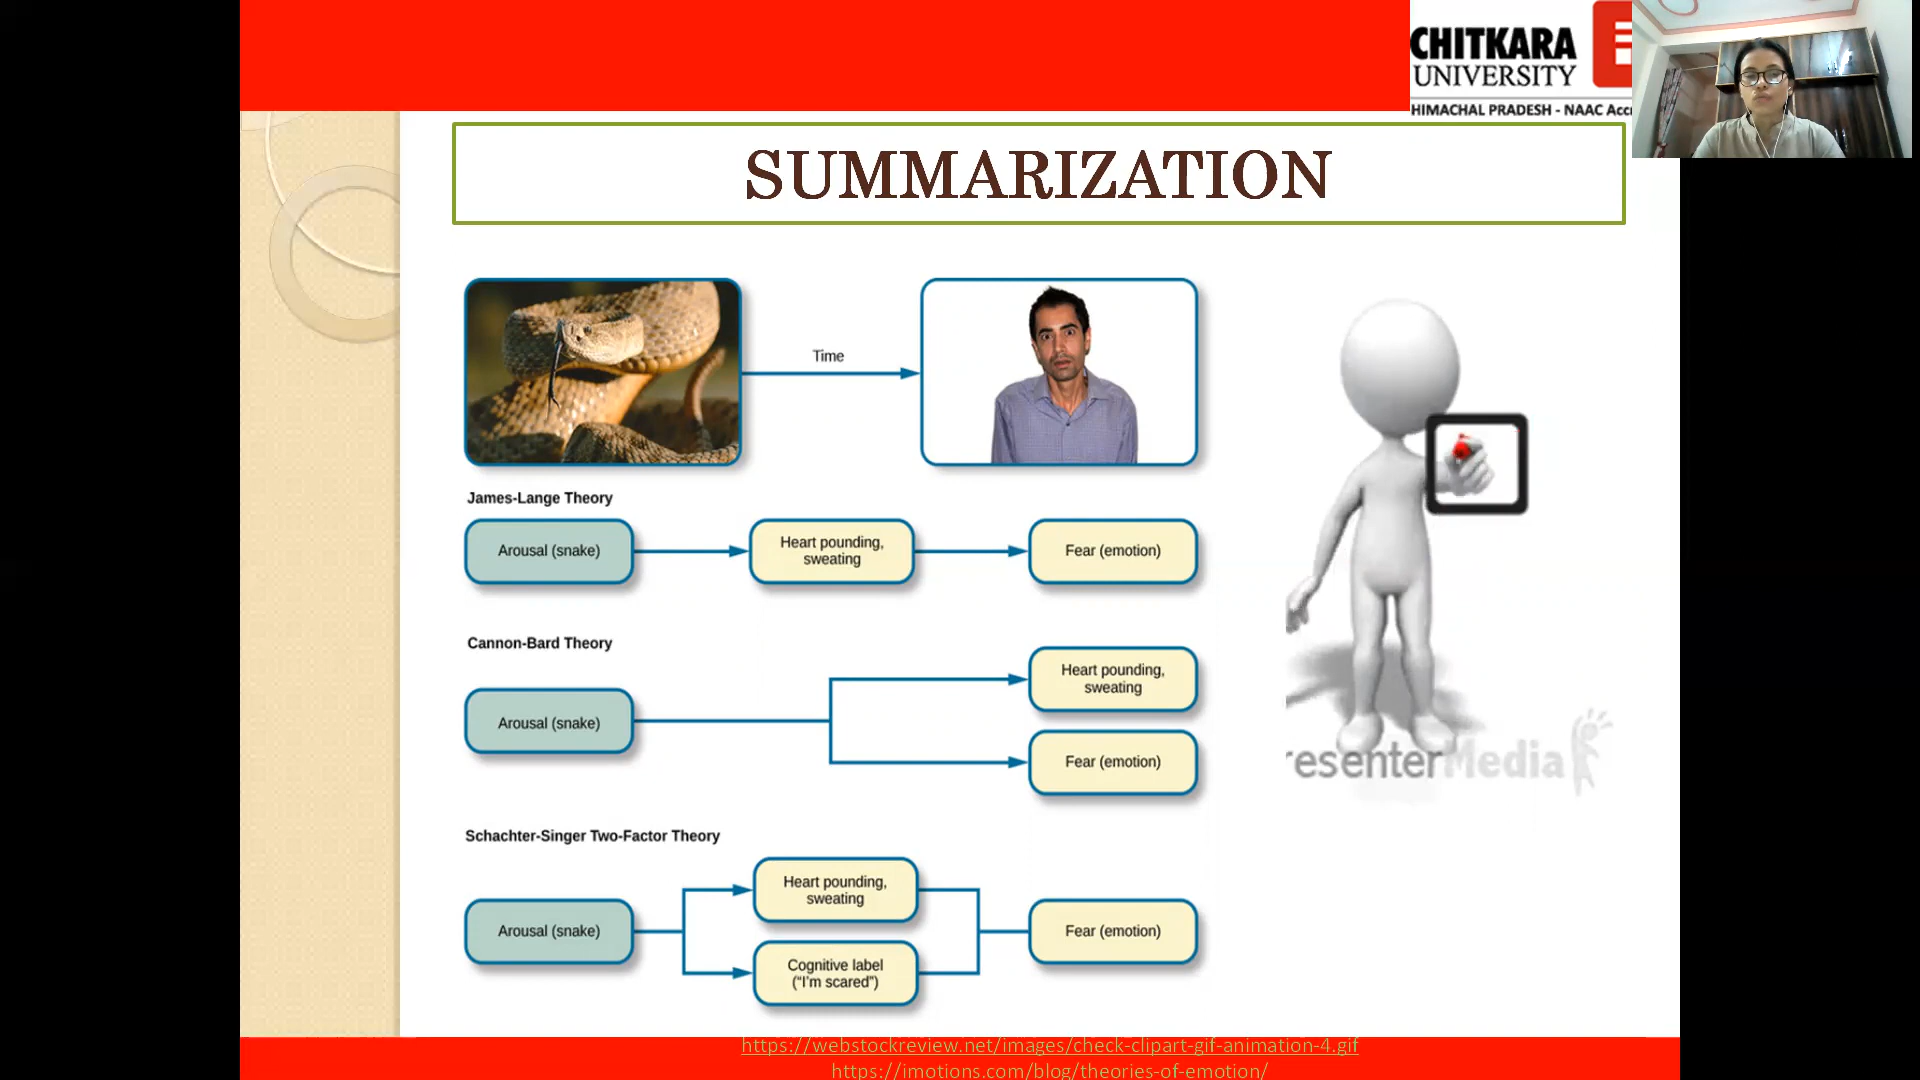 CHITKARA
UNIVERSITY
HIMACHAL PRADESH - NAAC
SUMMARIZATION
Time
James-Lange Theory
Arousal (snake)
Heart pounding,
sweating
Fear (emotion)
Cannon-Bard Theory
Arousal (snake)
Heart pounding,
sweating
Fear (emotion)
Schachter-Singer Two-Factor Theory
Arousal (snake)
Heart pounding,
sweating
Cognitive label
("I'm scared")
Fear (emotion)
resenterMedia
https://webstockreview.net/images/check-clipart-gif-animation-4.gif
https://imotions.com/blog/theories-of-emotion/